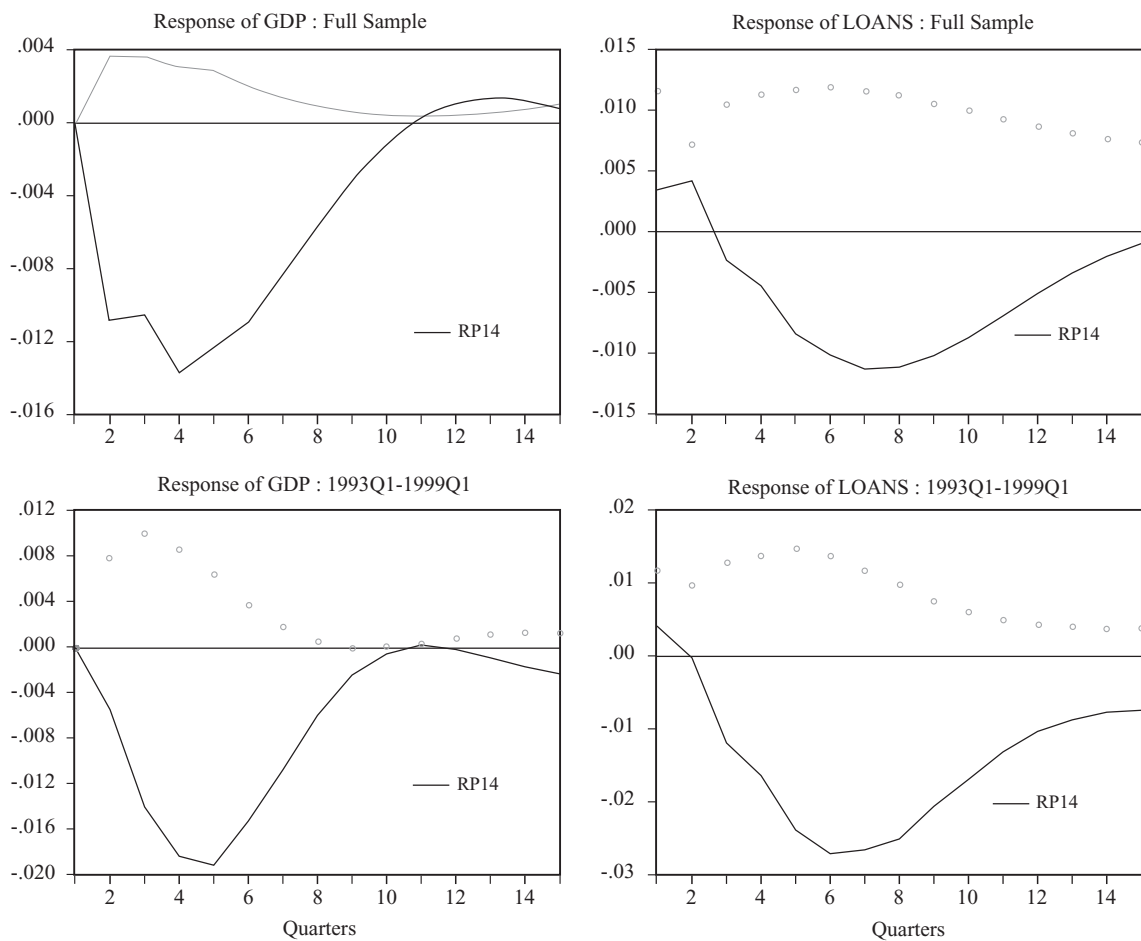 Response of GDP : Full Sample
.004
.000
-.004
-.008
-.012
-.016
RP14
2 4 6 8 10 12 14
Response of LOANS : Full Sample
.015
.010
.005
.000
-.005
-.010
-.015
RP14
2 4 6 8 10 12 14
Response of GDP : 1993Q1-1999Q1
.012
.008
.004
.000
-.004
-.008
-.012
-.016
-.020
RP14
2 4 6 8 10 12 14
Quarters
Response of LOANS : 1993Q1-1999Q1
.02
.01
.00
-.01
-.02
-.03
RP14
2 4 6 8 10 12 14
Quarters